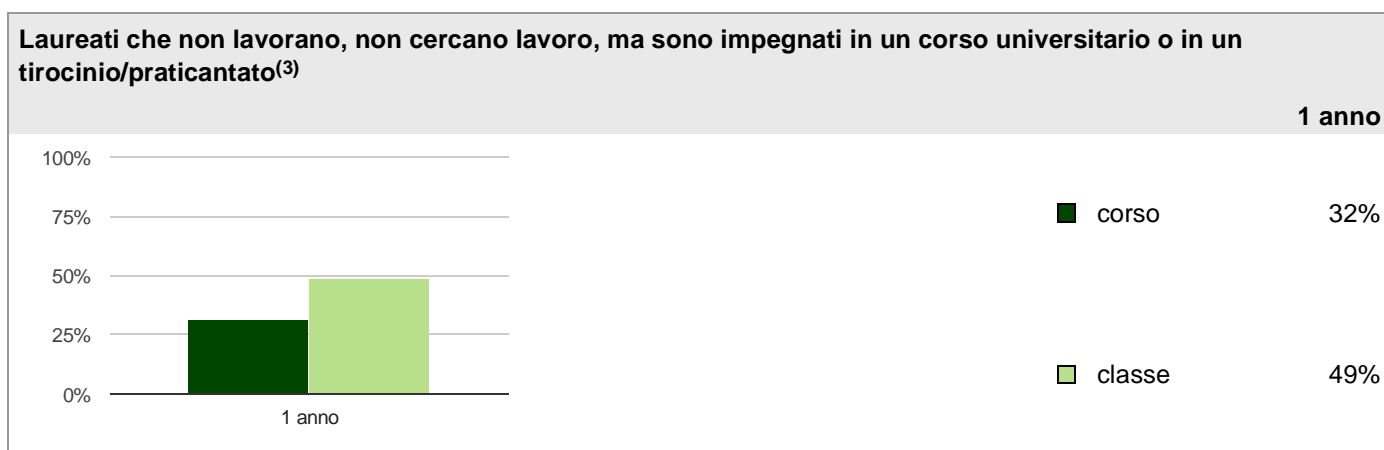 Laureati che non lavorano, non cercano lavoro, ma sono impegnati in un corso universitario o in un
tirocinio/praticantato(3)
1 anno
100%
75%
50%
25%
0%
1 anno
corso 32%
classe 49%